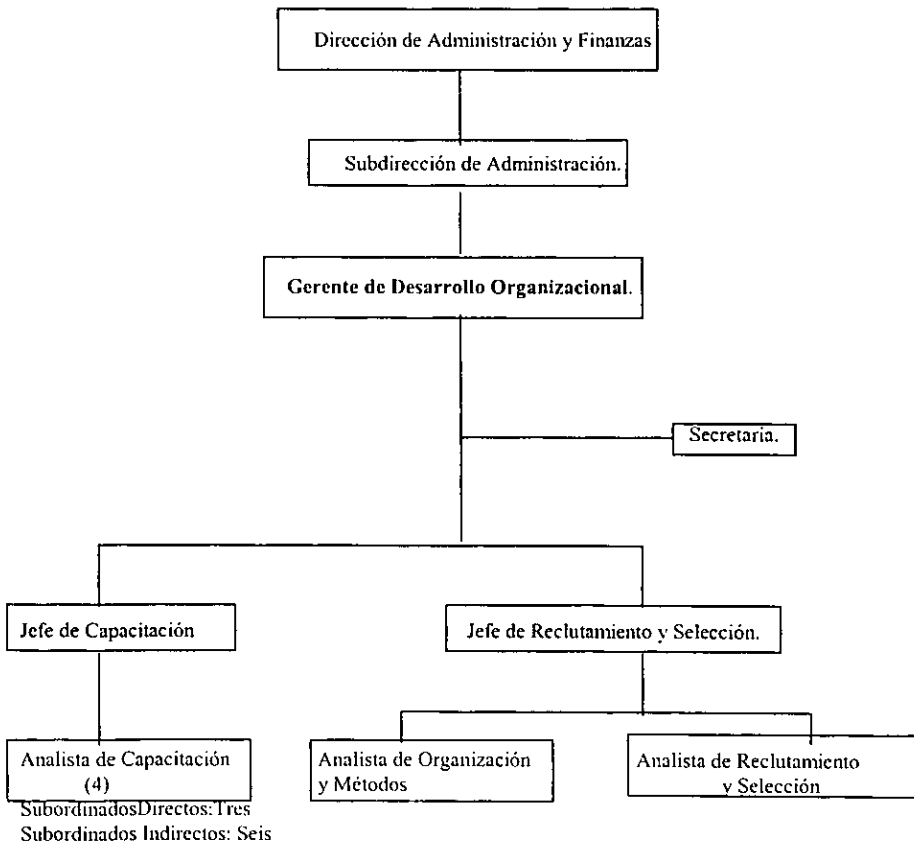 Dirección de Administración y Finanzas
Subdirección de Administración.
Gerente de Desarrollo Organizacional.
Secretaria.
Jefe de Capacitación
Jefe de Reclutamiento y Selección.
Analista de Capacitación
(4)
Analista de Organización
y Métodos
Analista de Reclutamiento
y Selección
SubordinadosDirectos:Tres
Subordinados Indirectos: Seis